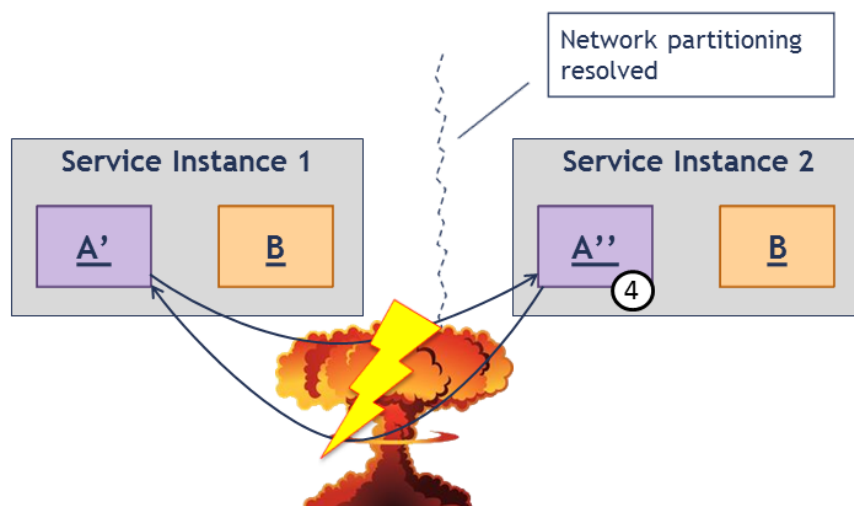 Network partitioning
resolved
Service Instance 1
Service Instance 2
A’
B
A’’
B
4